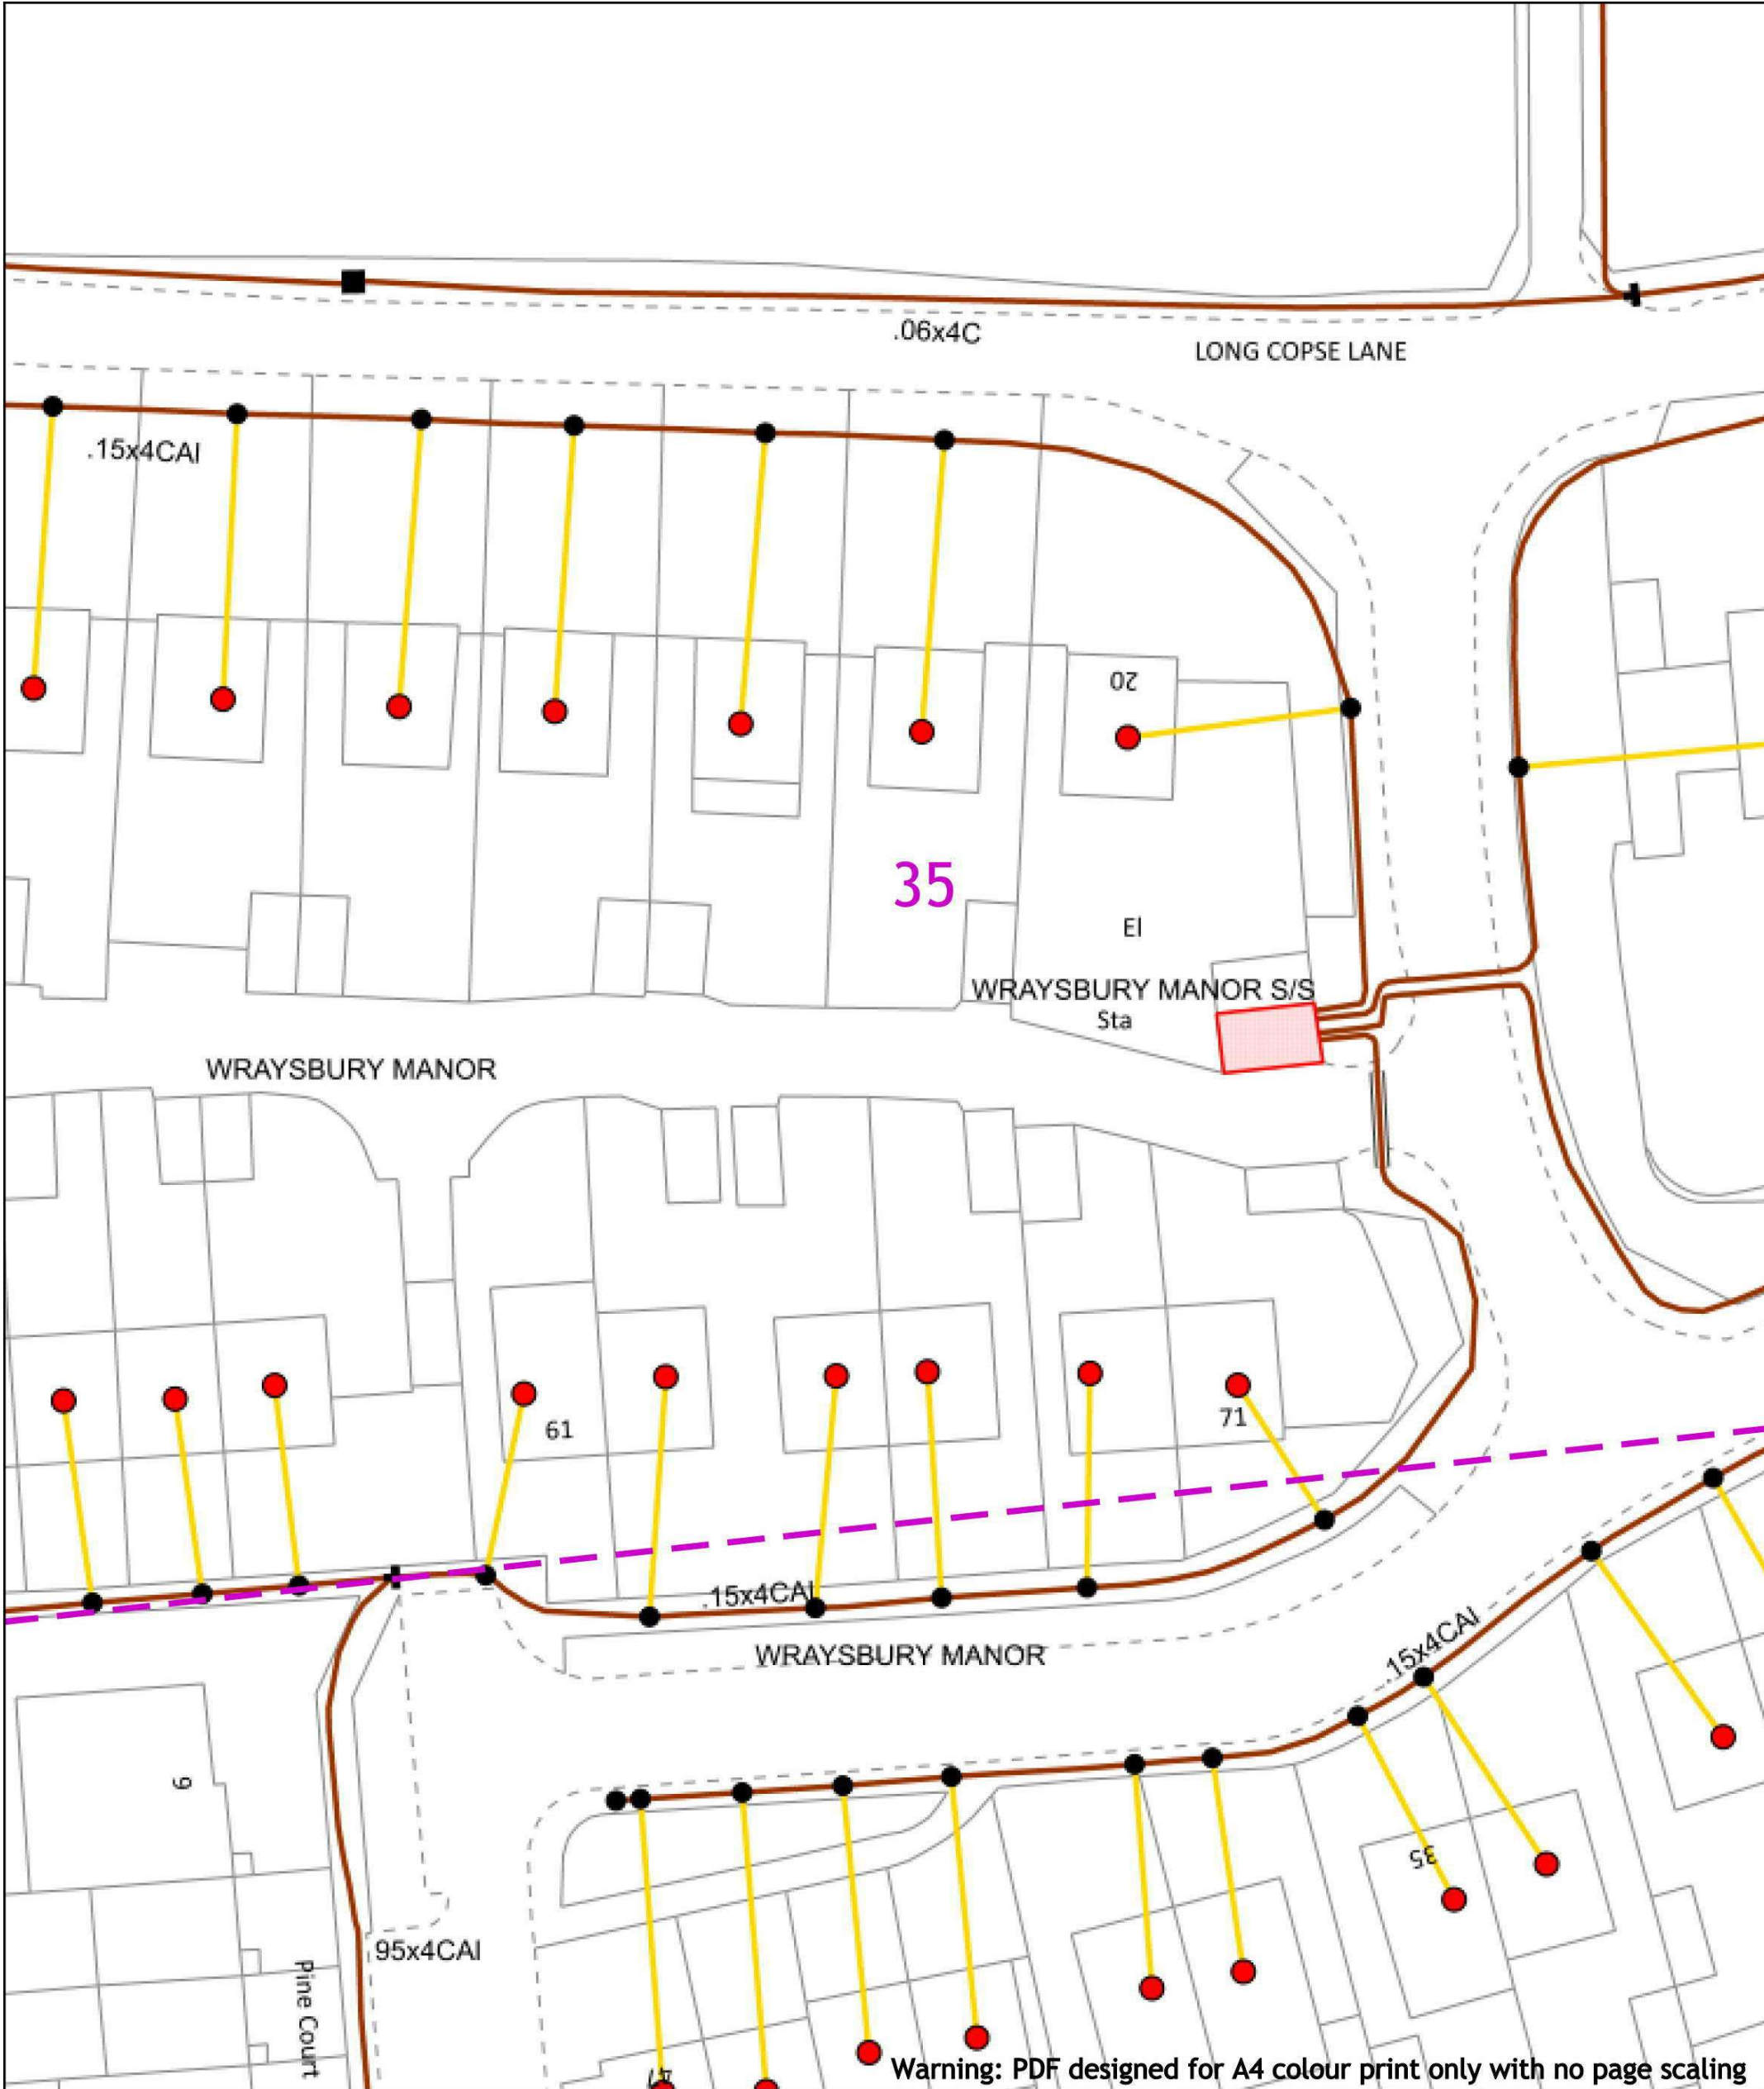 .06x4C
LONG COPSE LANE
.15x4CAl
20
35
El
WRAYSBURY MANOR S/S
Sta
WRAYSBURY MANOR
61
71
.15x4CAl
WRAYSBURY MANOR
.15x4CAl
9
35
95x4CAl
Pine Court
47
Warning: PDF designed for A4 colour print only with no page scaling